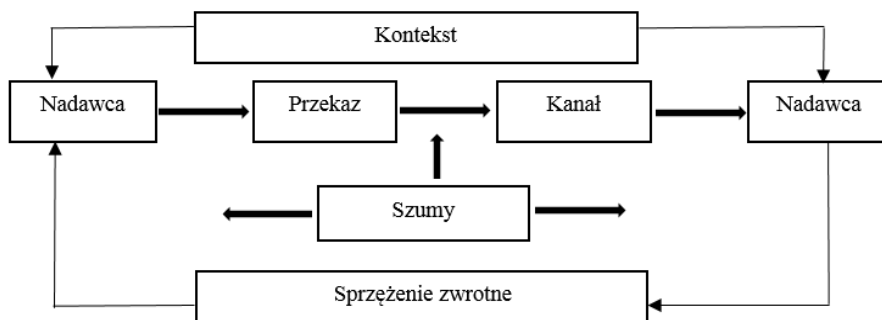 Kontekst
Nadawca
Przekaz
Kanał
Nadawca
Szumy
Sprzężenie zwrotne